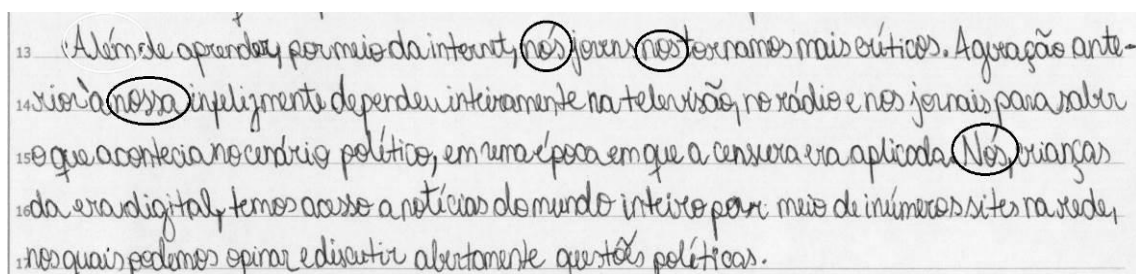 13 Além de aprender, por meio da internet, nós jovens nos tornamos mais críticos. A geração ante-
14 rior à nossa infelizmente dependeu inteiramente na televisão, no rádio e nos jornais para saber
15 o que acontecia no cenário político, em uma época em que a censura era aplicada. Nós, crianças
16 da era digital, temos acesso a notícias do mundo inteiro por meio de inúmeros sites na rede,
17 nos quais podemos opinar e discutir abertamente questões políticas.